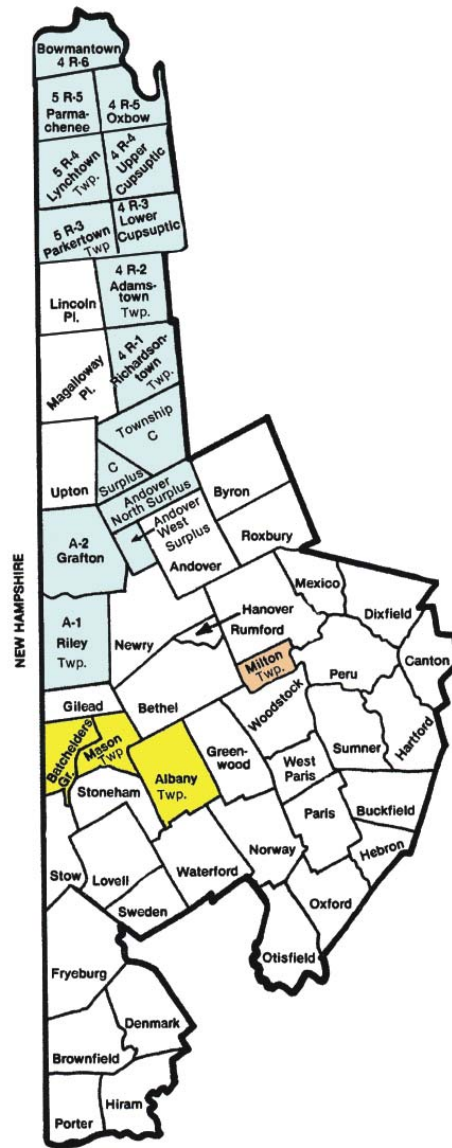 Bowmantown
4 R-6
5 R-5
Parma-
chenee
4 R-5
Oxbow
5 R-4
Lynchtown
Twp.
4 R-4
Upper
Cupsuptic
5 R-3
Parkertown
Twp
4 R-3
Lower
Cupsuptic
Lincoln
Pl.
4 R-2
Adams-
town
Twp.
Magalloway
Pl.
4 R-1
Richardson-
town
Twp.
Township
C
C
Surplus
Upton
Andover
North Surplus
Andover
West
Surplus
Andover
Byron
Roxbury
A-2
Grafton
NEW HAMPSHIRE
A-1
Riley
Twp.
Newry
Hanover
Rumford
Mexico
Dixfield
Canton
Milton
Twp.
Peru
Gilead
Bethel
Woodstock
Hartford
Sumner
Batchelders
Gr.
Mason
Twp
Albany
Twp.
Green-
wood
West
Paris
Stoneham
Paris
Buckfield
Hebron
Norway
Oxford
Waterford
Stow
Lovell
Sweden
Otisfield
Fryeburg
Denmark
Brownfield
Hiram
Porter